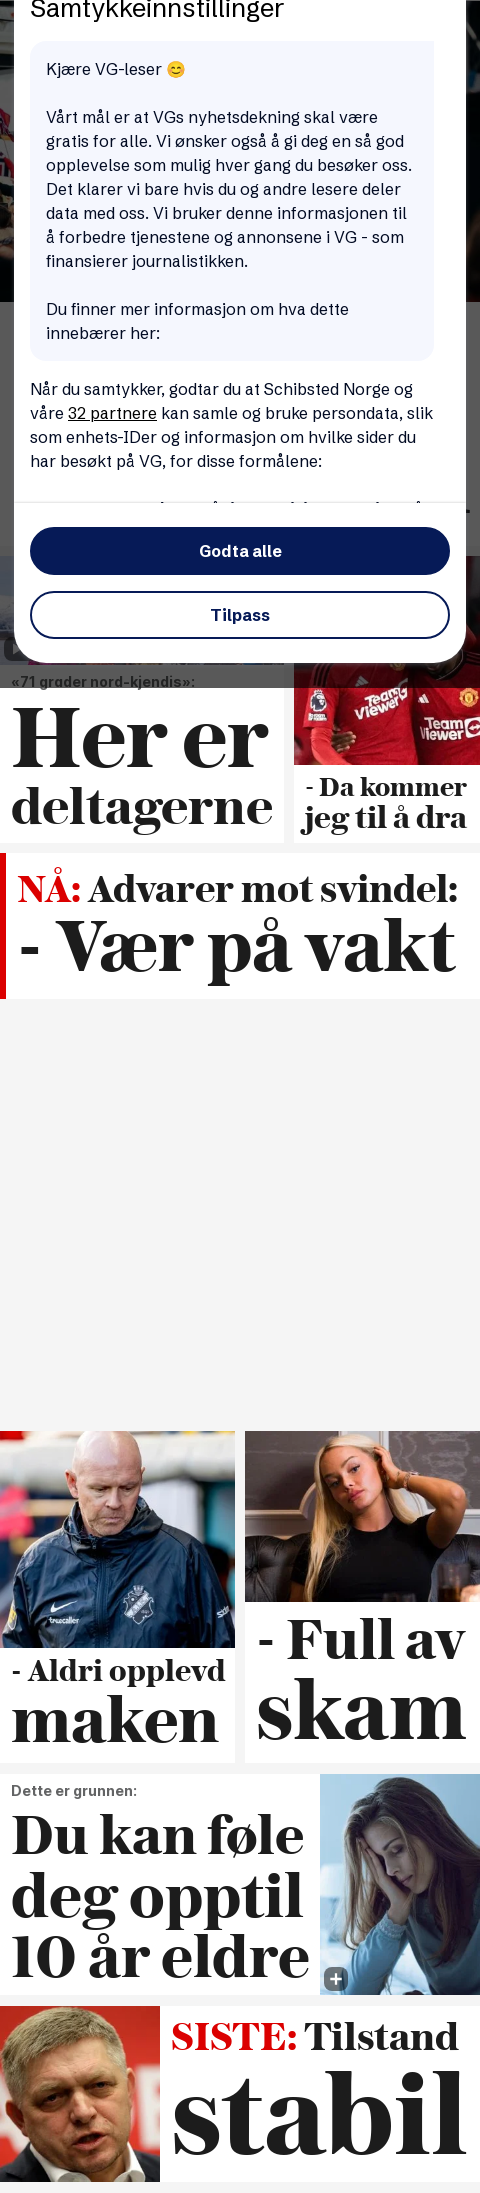 Samtykkeinnstillinger
Kjære VG-leser 😊
Vårt mål er at VGs nyhetsdekning skal være
gratis for alle. Vi ønsker også å gi deg en så god
opplevelse som mulig hver gang du besøker oss.
Det klarer vi bare hvis du og andre lesere deler
data med oss. Vi bruker denne informasjonen til
å forbedre tjenestene og annonsene i VG - som
finansierer journalistikken.
Du finner mer informasjon om hva dette
innebærer her:
Når du samtykker, godtar du at Schibsted Norge og
våre 32 partnere kan samle og bruke persondata, slik
som enhets-IDer og informasjon om hvilke sider du
har besøkt på VG, for disse formålene:
Godta alle
Tilpass
«71 grader nord-kjendis»:
Her er
deltagerne
Team
Viewer
Team
Viewer
- Da kommer
jeg til å dra
NÅ: Advarer mot svindel:
- Vær på vakt
truecaller
- Aldri opplevd
maken
- Full av
skam
Dette er grunnen:
Du kan føle
deg opptil
10 år eldre
SISTE: Tilstand
stabil